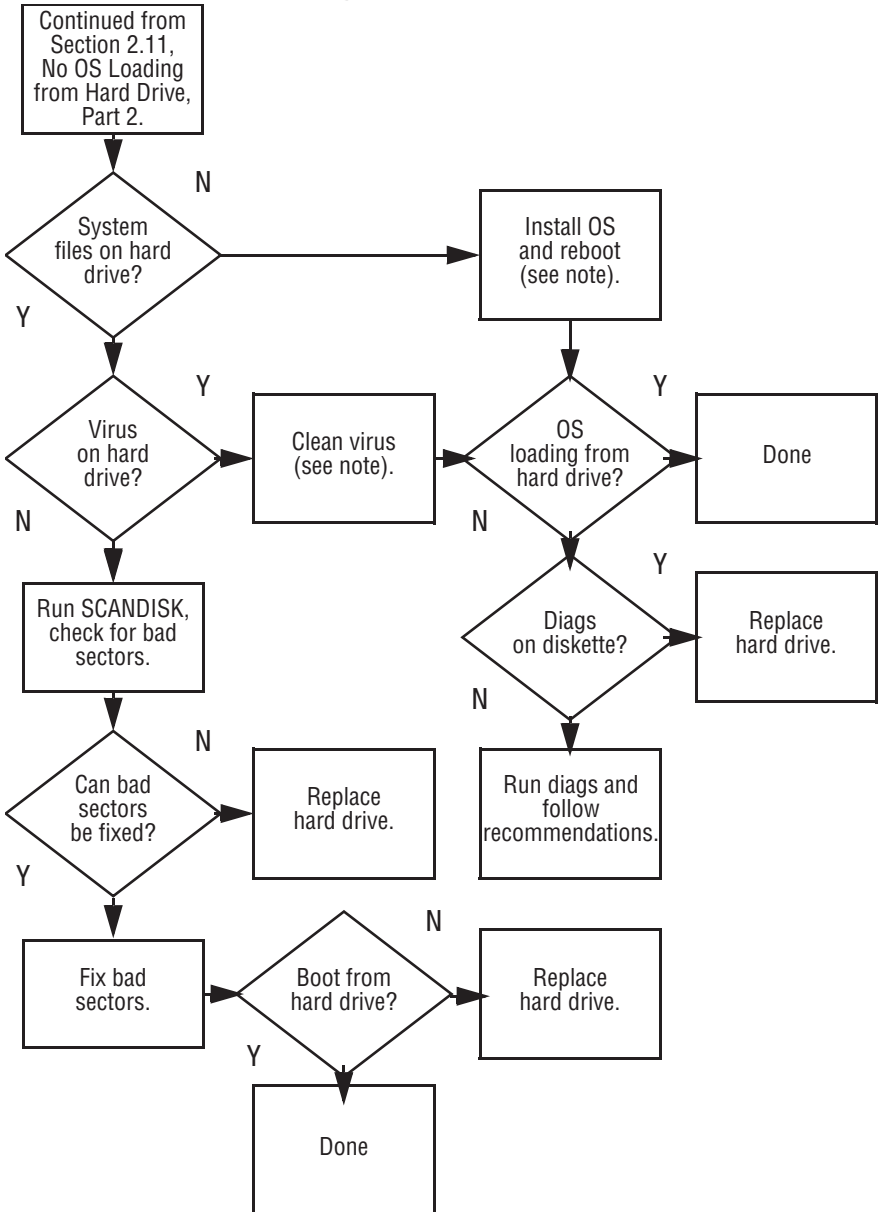 Continued from
Section 2.11,
No OS Loading
from Hard Drive,
Part 2.
N
System
files on hard
drive?
Install OS
and reboot
(see note).
Y
Y
Y
Virus
on hard
drive?
Clean virus
(see note).
OS
loading from
hard drive?
Done
N
N
Y
Run SCANDISK,
check for bad
sectors.
Diags
on diskette?
Replace
hard drive.
N
N
Can bad
sectors
be fixed?
Replace
hard drive.
Run diags and
follow
recommendations.
Y
N
Fix bad
sectors.
Boot from
hard drive?
Replace
hard drive.
Y
Done